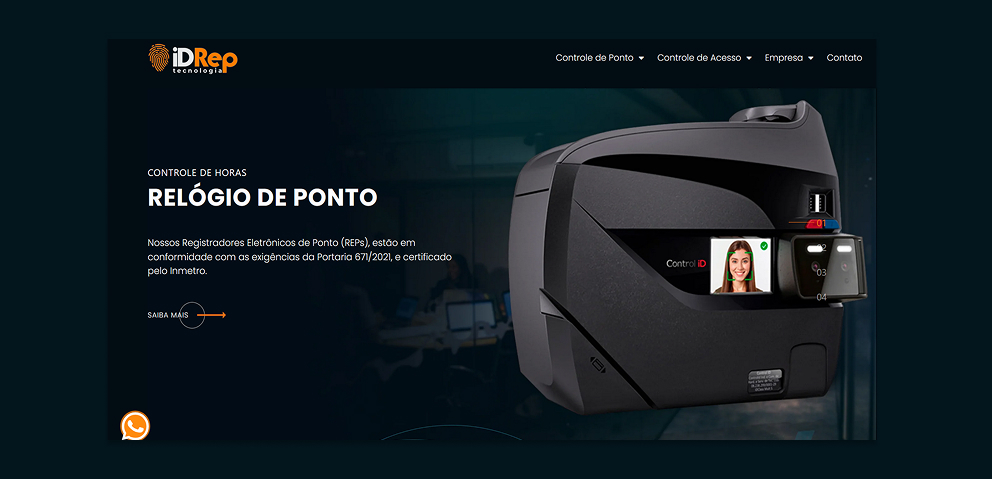 iDRep
tecnologia
Controle de Ponto
Controle de Acesso
Empresa
Contato
CONTROLE DE HORAS
RELÓGIO DE PONTO
Nossos Registradores Eletrônicos de Ponto (REPs), estão em
conformidade com as exigências da Portaria 671/2021, e certificado
pelo Inmetro.
SAIBA MAIS
Control iD
01
02
03
04